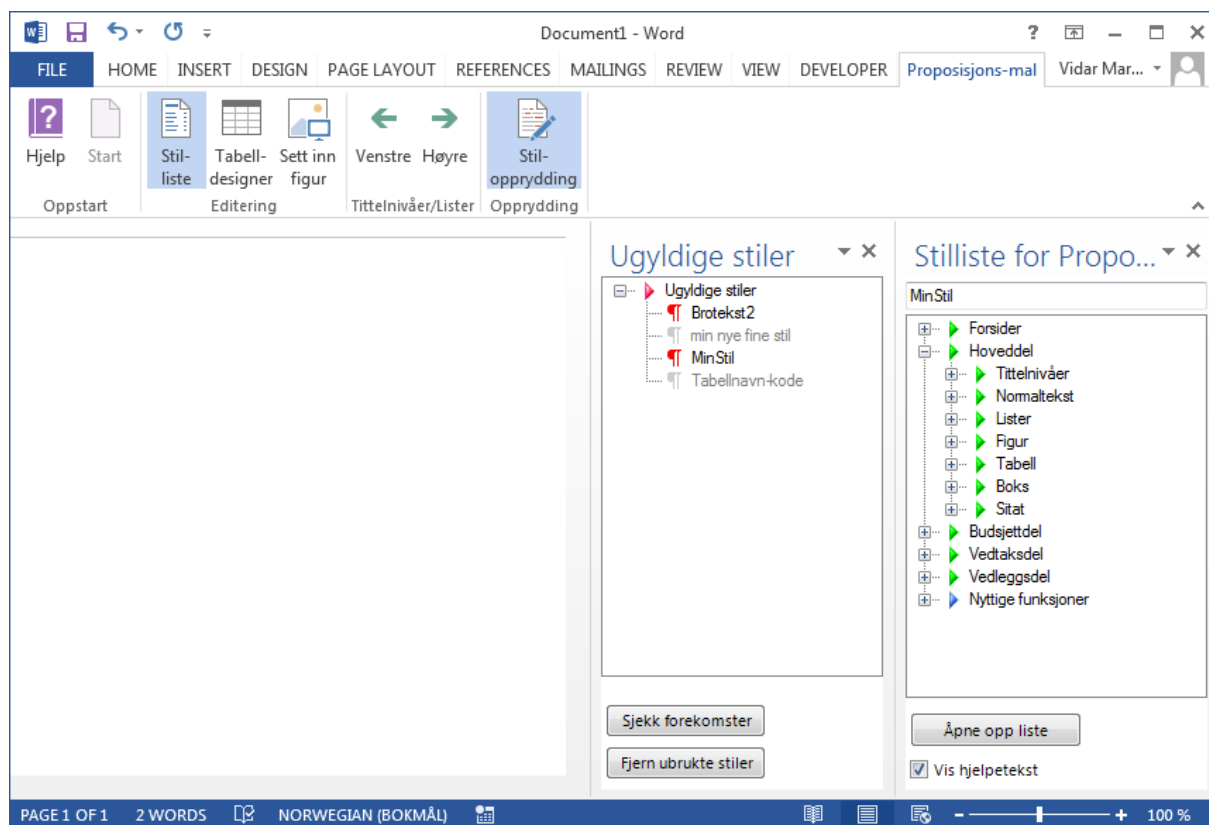 Document1 - Word
FILE HOME INSERT DESIGN PAGE LAYOUT REFERENCES MAILINGS REVIEW VIEW DEVELOPER Proposisjons-mal Vidar Mar...
Hjelp Start Stil- Tabell- Sett inn Venstre Høyre Stil-
liste designer figur opprydding
Oppstart Editering Tittelnivåer/Lister Opprydding
Ugyldige stiler
Ugyldige stiler
Brotekst2
min nye fine stil
MinStil
Tabellnavn-kode
Sjekk forekomster
Fjern ubrukte stiler
Stilliste for Propo...
MinStil
Forsider
Hoveddel
Tittelnivåer
Normaltekst
Lister
Figur
Tabell
Boks
Sitat
Budsjettdel
Vedtaksdel
Vedleggsdel
Nyttige funksjoner
Åpne opp liste
Vis hjelpetekst
PAGE 1 OF 1 2 WORDS NORWEGIAN (BOKMÅL) 100 %